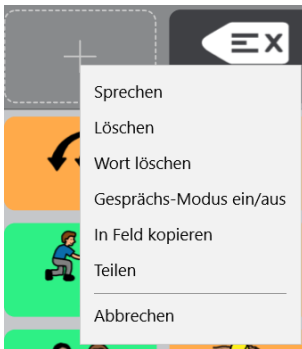 Sprechen
Löschen
Wort löschen
Gesprächs-Modus ein/aus
In Feld kopieren
Teilen
Abbrechen